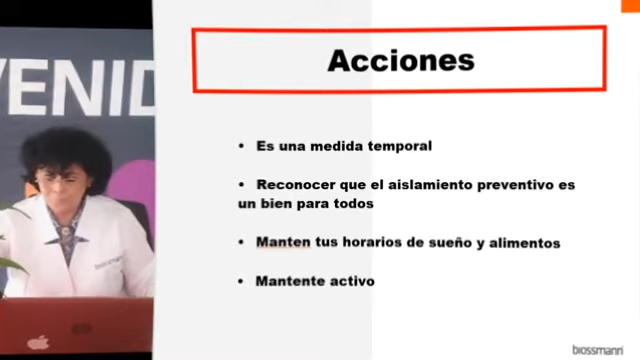 VENID
Acciones
• Es una medida temporal
• Reconocer que el aislamiento preventivo es
un bien para todos
• Manten tus horarios de sueño y alimentos
• Mantente activo
biossmann
biossmann